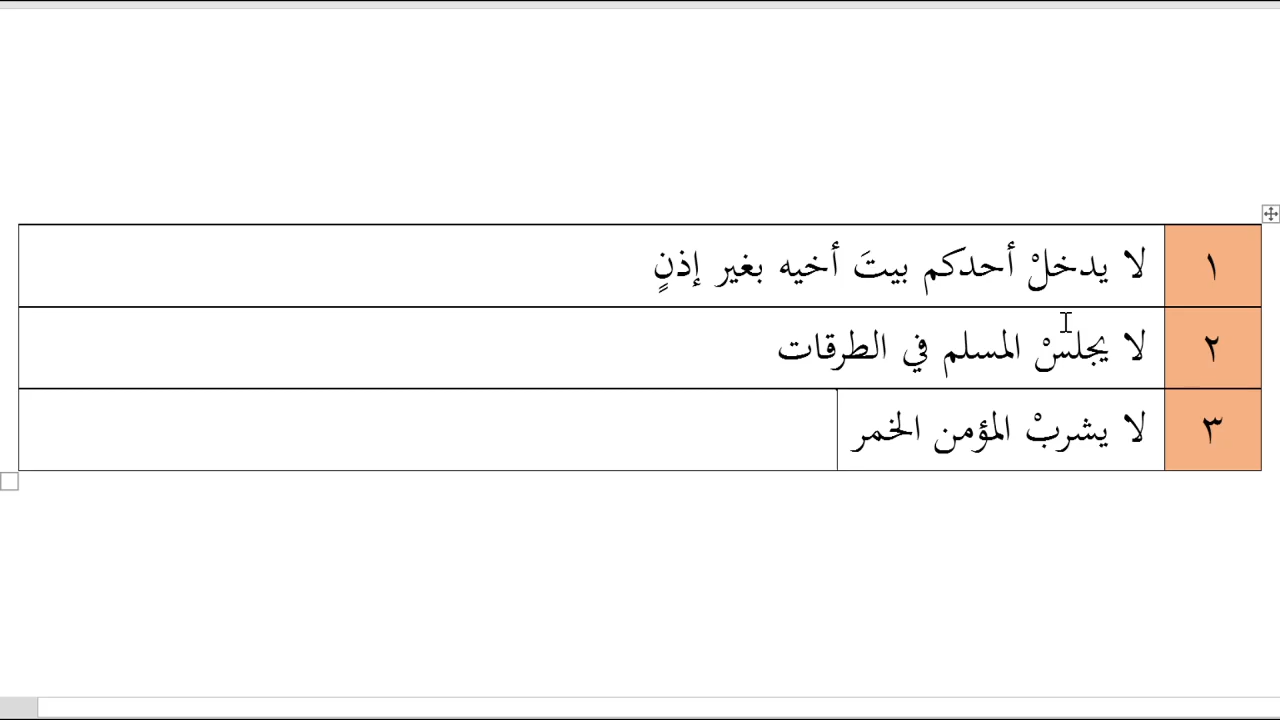 ١ لا يدخلْ أحدكم بيتَ أخيه بغير إذنٍ
٢ لا يجلسْ المسلم في الطرقات
٣ لا يشربْ المؤمن الخمر